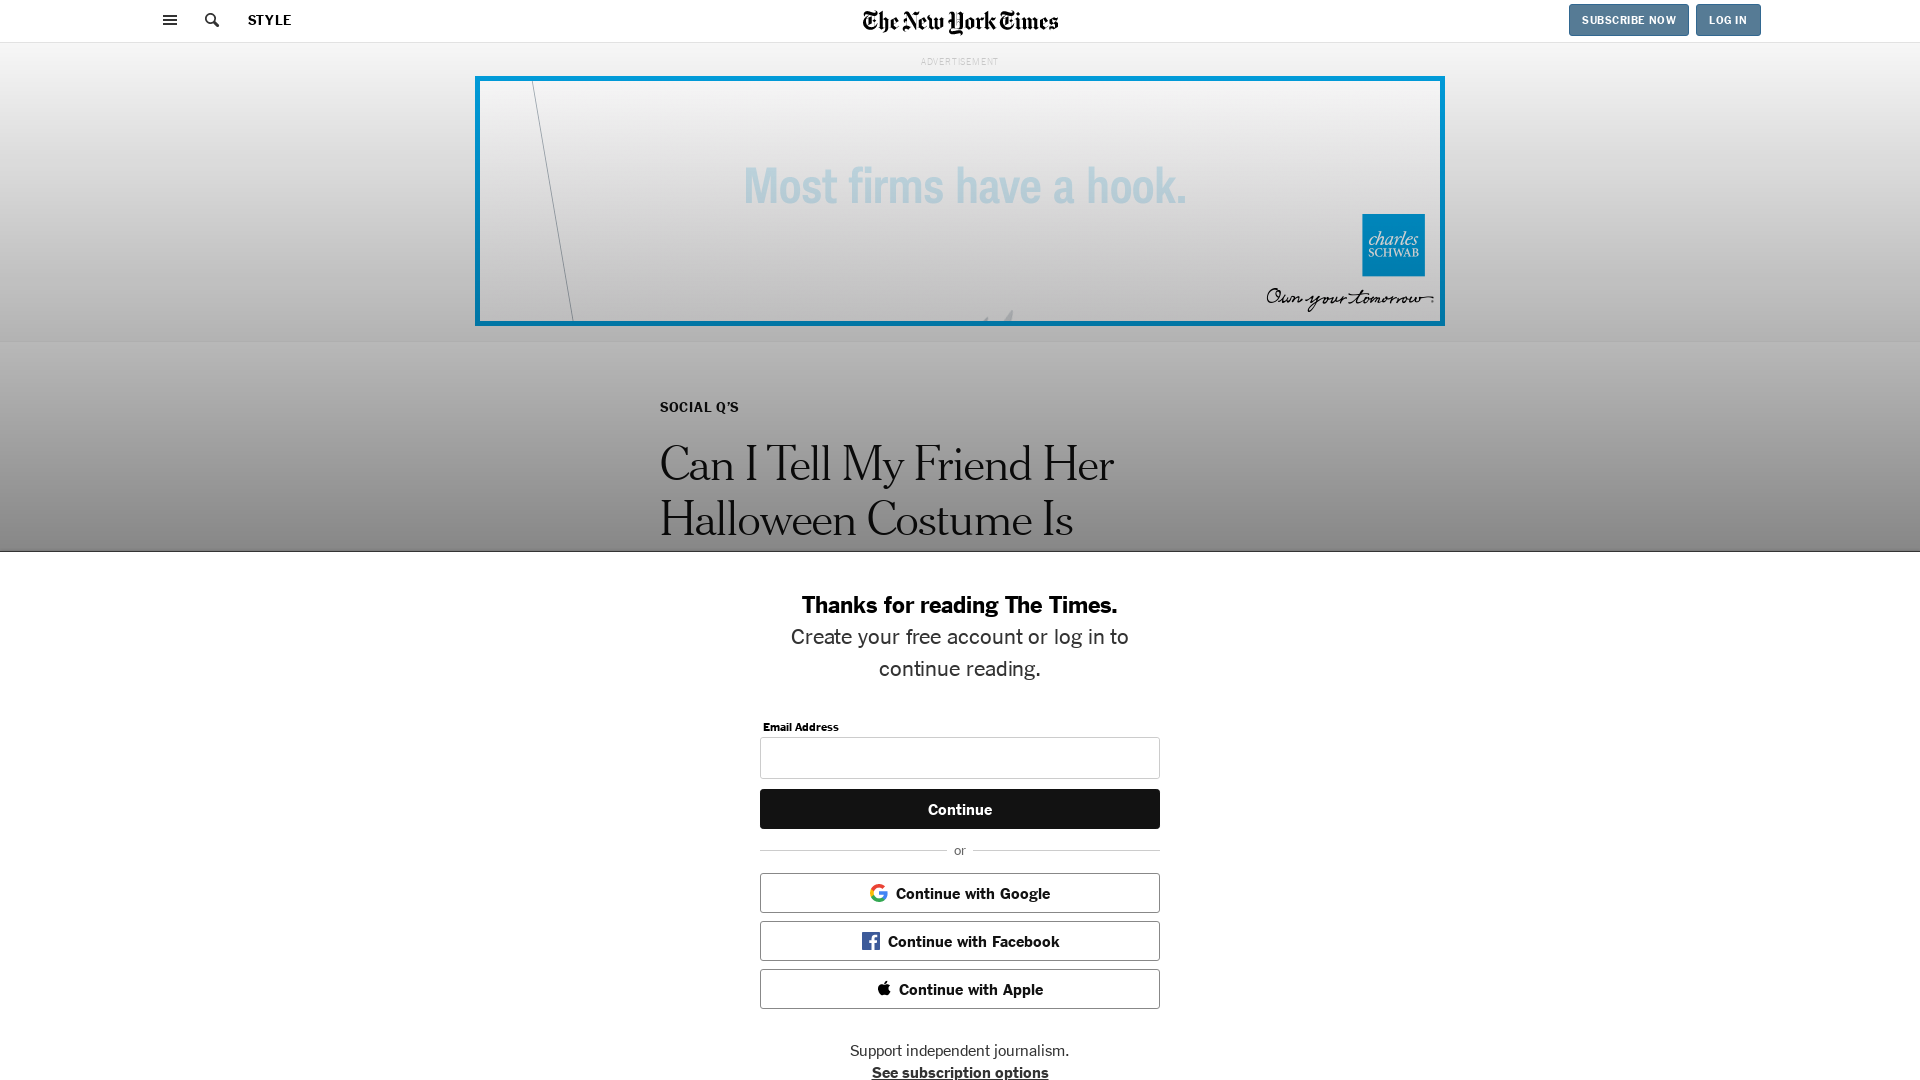 STYLE
The New York Times
SUBSCRIBE NOW
LOG IN
ADVERTISEMENT
Most firms have a hook.
charles
SCHWAB
Own your tomorrow.
SOCIAL Q’S
Can I Tell My Friend Her
Halloween Costume Is
Thanks for reading The Times.
Create your free account or log in to
continue reading.
Email Address
Continue
or
Continue with Google
Continue with Facebook
Continue with Apple
Support independent journalism.
See subscription options